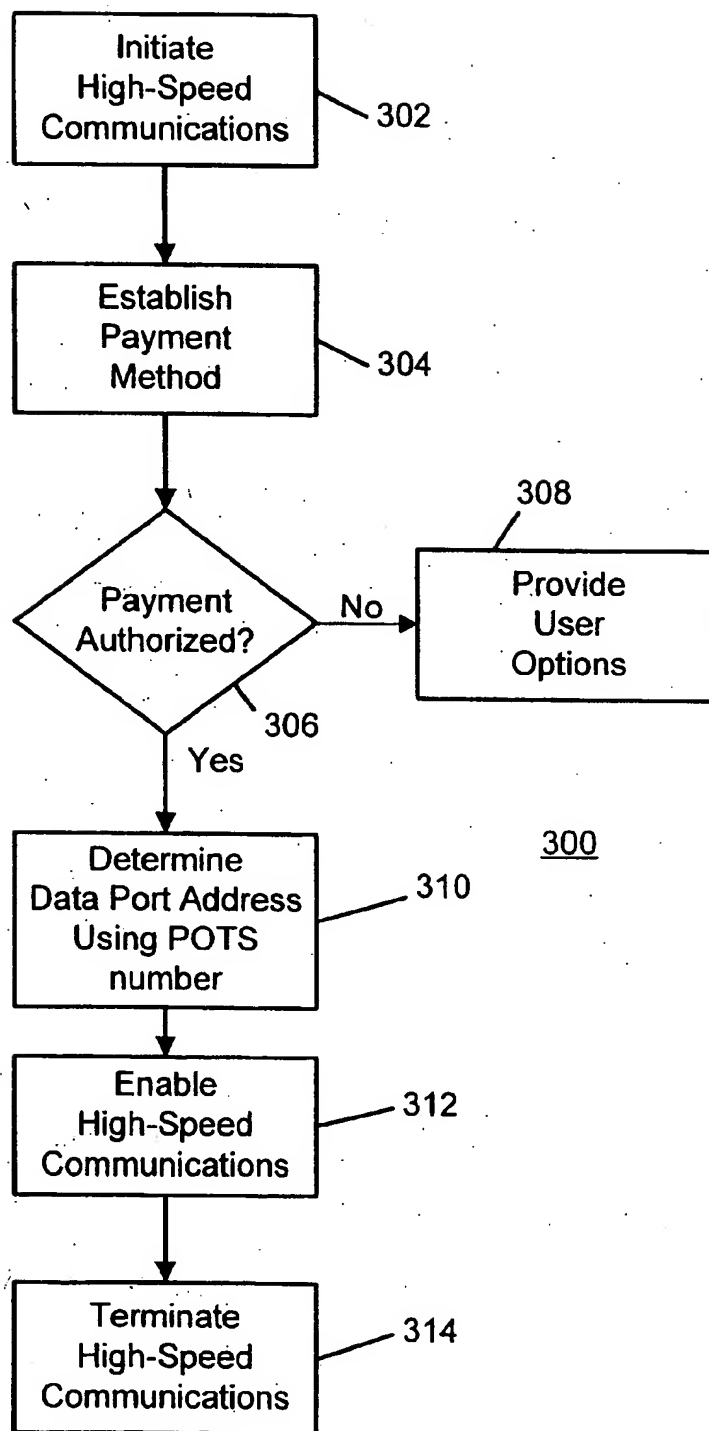 Initiate
High-Speed
Communications
302
Establish
Payment
Method
304
308
Payment
Authorized?
No
Provide
User
Options
306
Yes
300
Determine
Data Port Address
Using POTS
number
310
Enable
High-Speed
Communications
312
Terminate
High-Speed
Communications
314